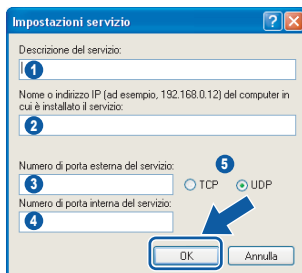 Impostazioni servizio
Descrizione del servizio:
1
Nome o indirizzo IP (ad esempio, 192.168.0.12) del computer in
cui è installato il servizio:
2
Numero di porta esterna del servizio:
5
3
TCP
UDP
Numero di porta interna del servizio:
4
OK
Annulla